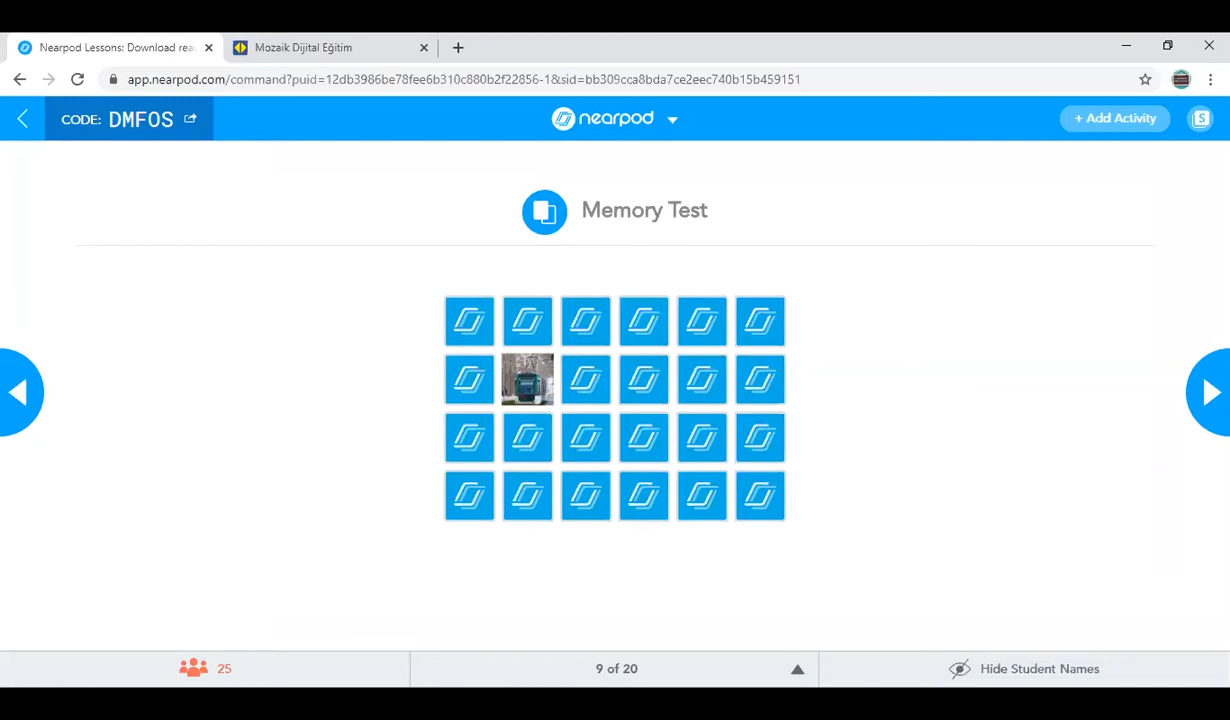 Nearpod Lessons: Download rea
Mozaik Dijital Eğitim
app.nearpod.com/command?puid=12db3986be78fee6b310c880b2f22856-1&sid=bb309cca8bda7ce2eec740b15b459151
CODE: DMFOS
nearpod
+ Add Activity
S
Memory Test
25
9 of 20
Hide Student Names